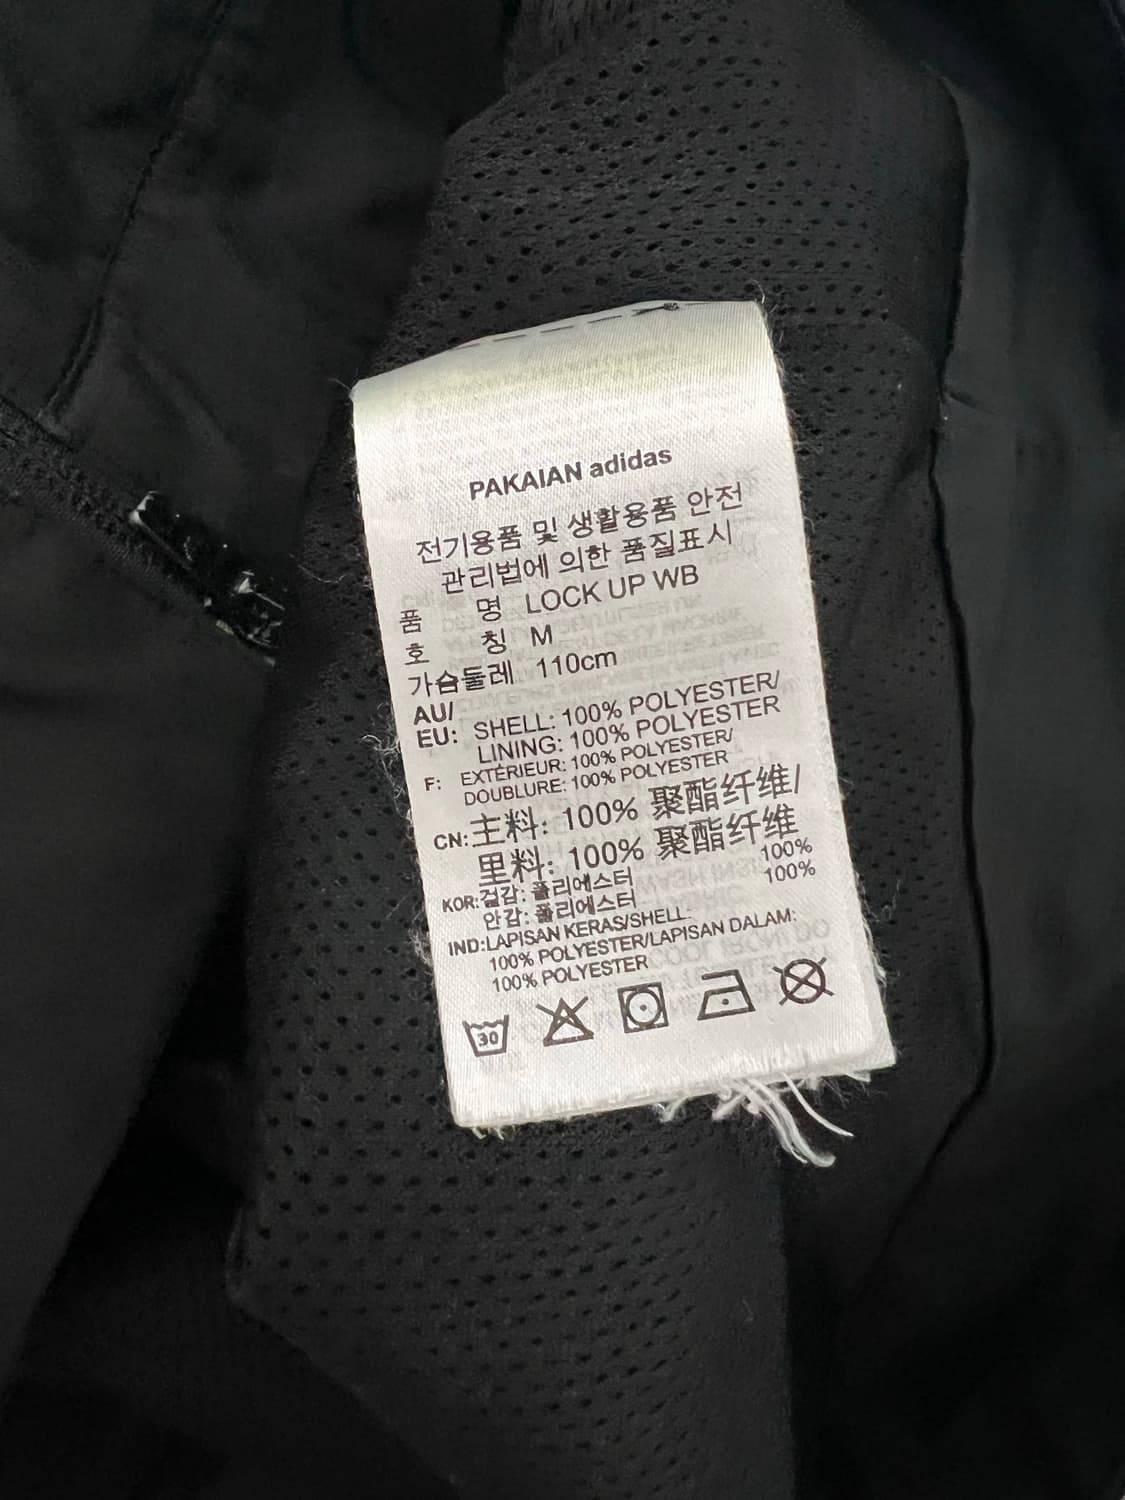 PAKAIAN adidas
전기용품 및 생활용품 안전
관리법에 의한 품질표시
품 명 LOCK UP WB
호 칭 M
가슴둘레 110cm
AU/
EU: SHELL: 100% POLYESTER/
LINING: 100% POLYESTER
F: EXTÉRIEUR: 100% POLYESTER/
DOUBLURE: 100% POLYESTER
CN: 主料: 100% 聚酯纤维/
里料: 100% 聚酯纤维
KOR: 겉감: 폴리에스터 100%
안감: 폴리에스터 100%
IND: LAPISAN KERAS/SHELL:
100% POLYESTER/LAPISAN DALAM:
100% POLYESTER
30